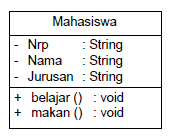 Mahasiswa
- Nrp : String
- Nama : String
- Jurusan : String
+ belajar () : void
+ makan () : void